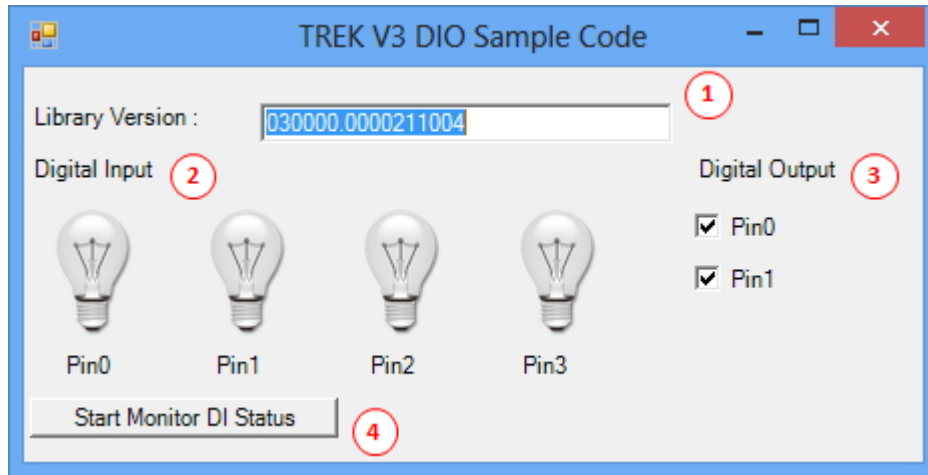 TREK V3 DIO Sample Code
1
Library Version :
030000.0000211004
Digital Input
2
Digital Output
3
Pin0
Pin1
Pin0
Pin1
Pin2
Pin3
Start Monitor DI Status
4